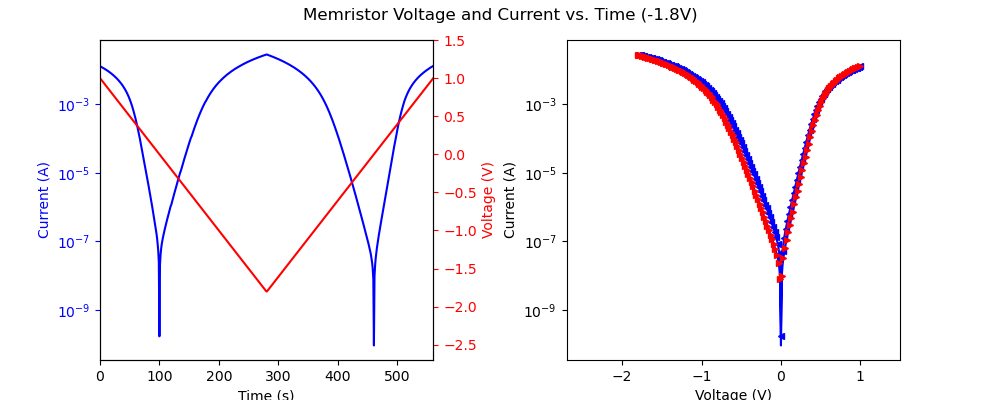 Memristor Voltage and Current vs. Time (-1.8V)
Current (A)
10⁻³
10⁻⁵
10⁻⁷
10⁻⁹
0 100 200 300 400 500
Time (s)
1.5
1.0
0.5
0.0
−0.5
−1.0
−1.5
−2.0
−2.5
Voltage (V)
Current (A)
10⁻³
10⁻⁵
10⁻⁷
10⁻⁹
−2 −1 0 1
Voltage (V)